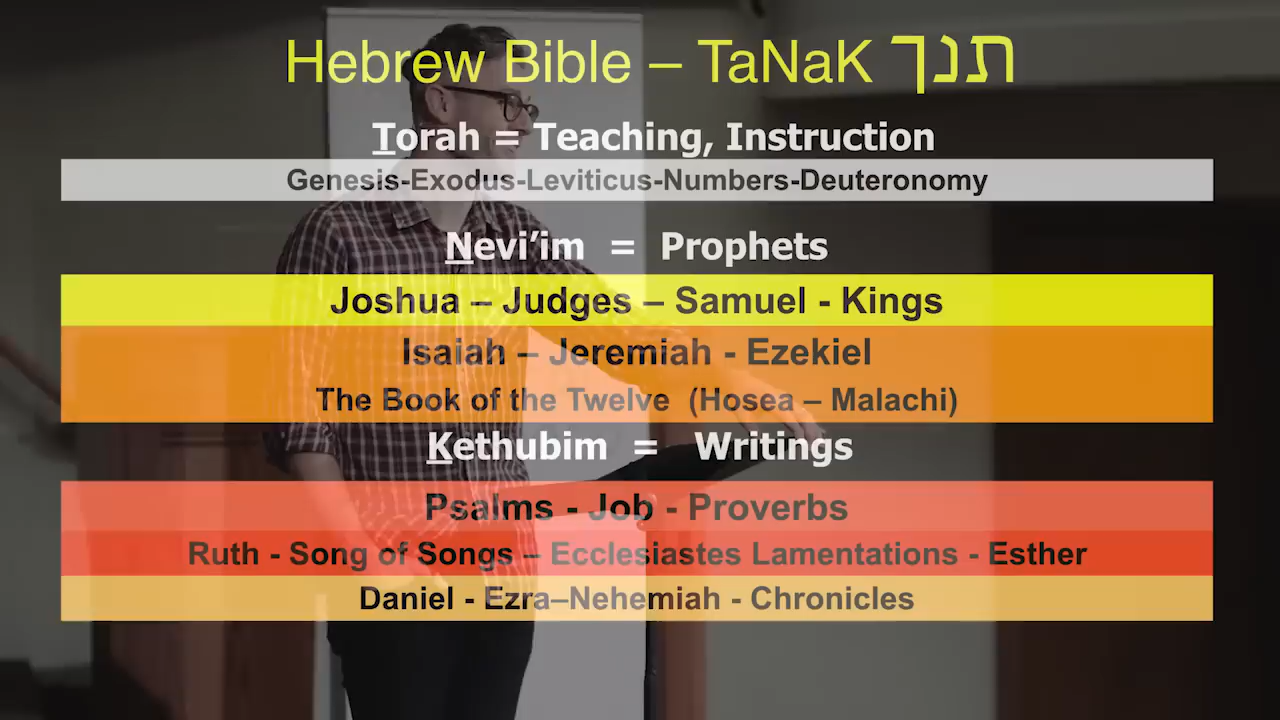 Hebrew Bible – TaNaK תנך
Torah = Teaching, Instruction
Genesis-Exodus-Leviticus-Numbers-Deuteronomy
Nevi’im = Prophets
Joshua – Judges – Samuel - Kings
Isaiah – Jeremiah - Ezekiel
The Book of the Twelve (Hosea – Malachi)
Kethubim = Writings
Psalms - Job - Proverbs
Ruth - Song of Songs – Ecclesiastes Lamentations - Esther
Daniel - Ezra–Nehemiah - Chronicles